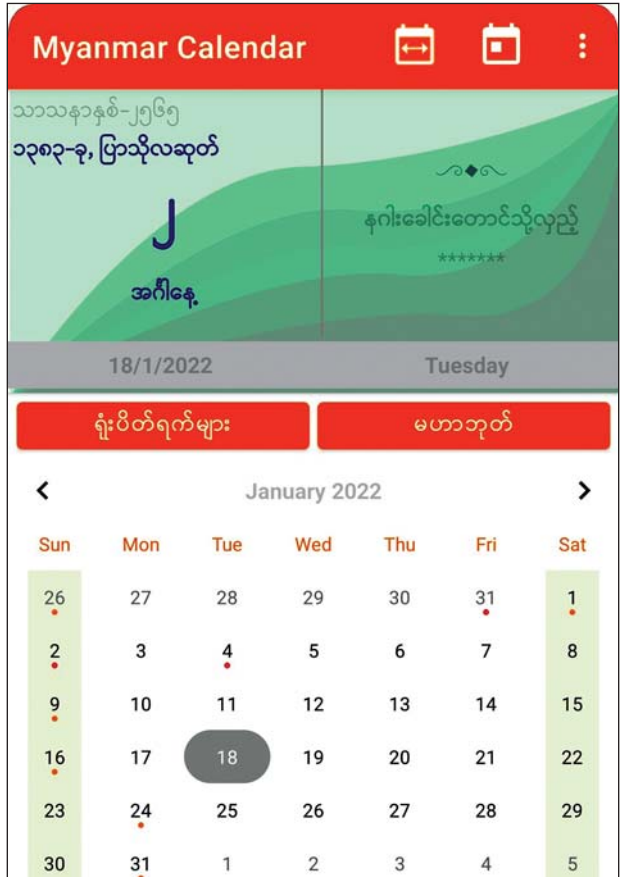 Myanmar Calendar
သာသနာနှစ်-၂၅၆၅
၁၃၈၃-ခု, ပြာသိုလဆုတ်
၂
အင်္ဂါနေ့
နဂါးခေါင်းတောင်သို့လှည့်
*******
18/1/2022 Tuesday
ရုံးပိတ်ရက်များ မဟာဘုတ်
January 2022
Sun Mon Tue Wed Thu Fri Sat
26 27 28 29 30 31 1
2 3 4 5 6 7 8
9 10 11 12 13 14 15
16 17 18 19 20 21 22
23 24 25 26 27 28 29
30 31 1 2 3 4 5